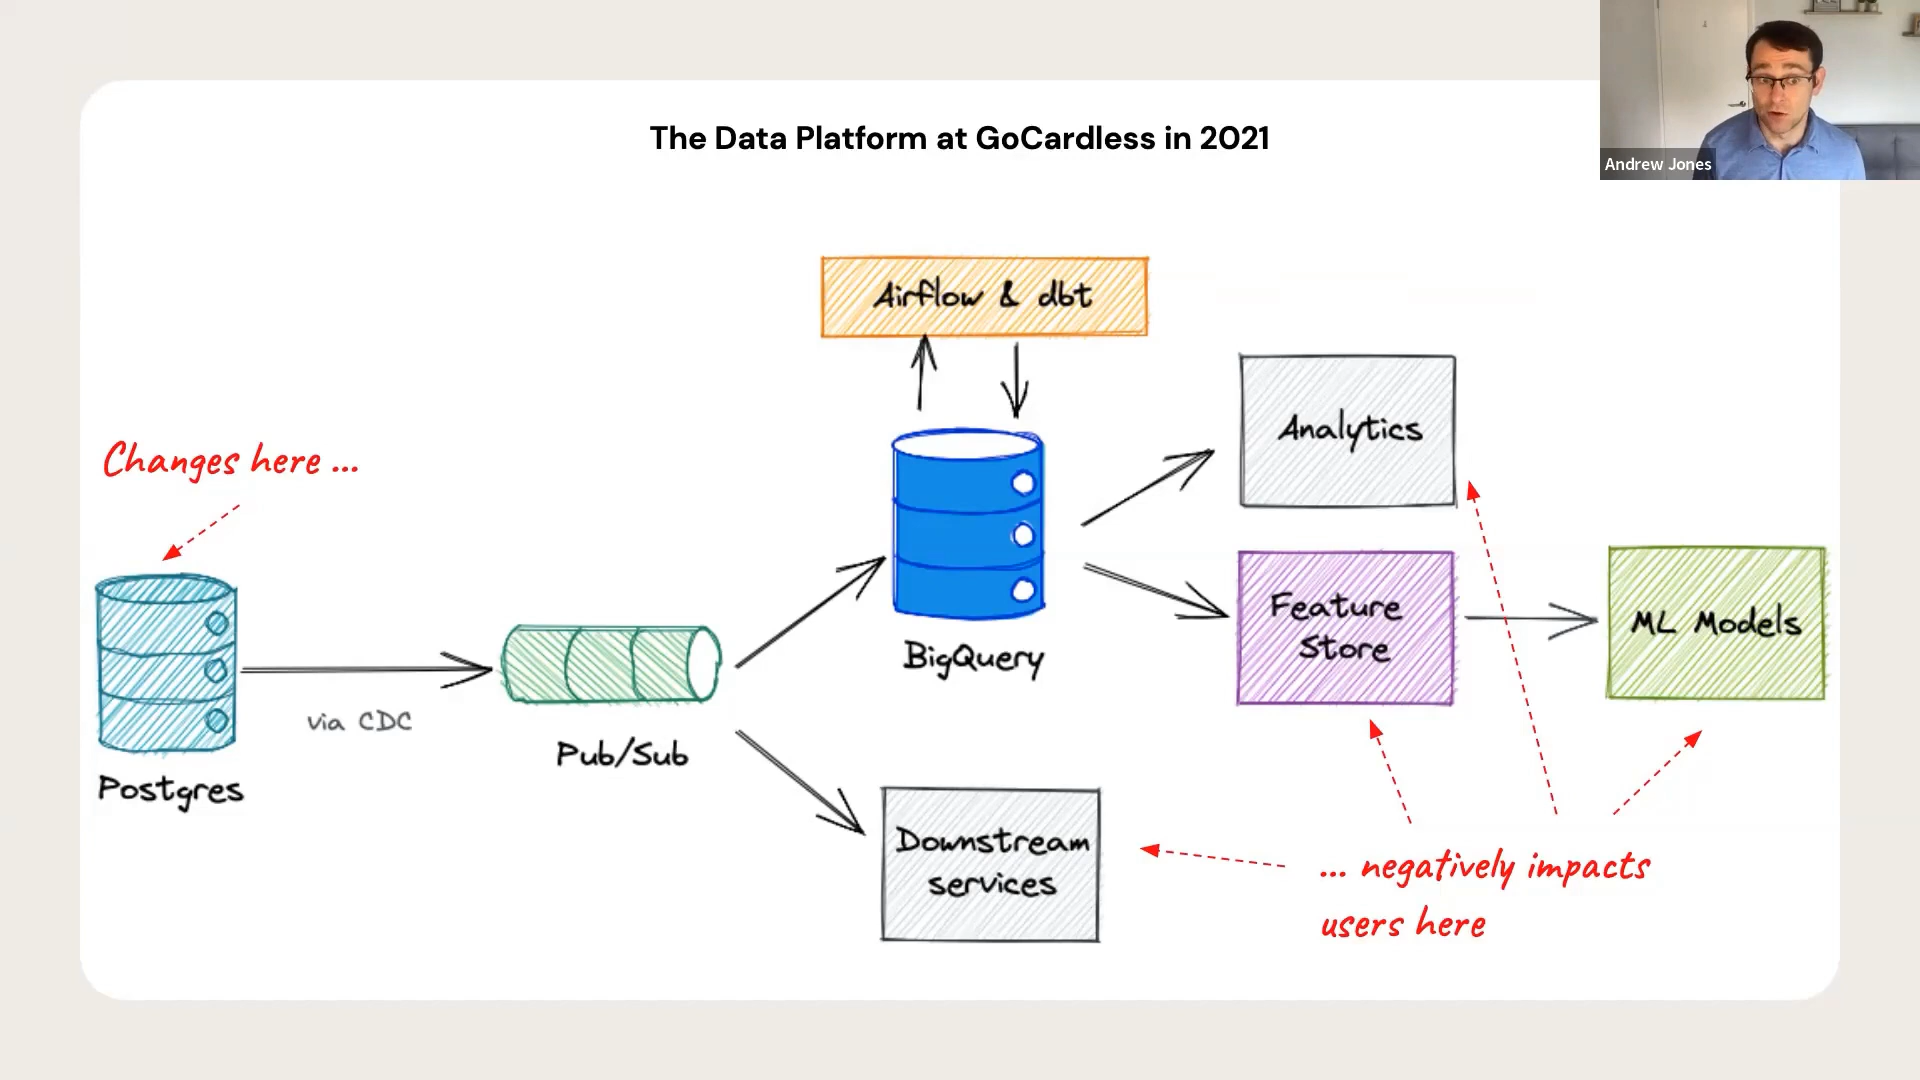 The Data Platform at GoCardless in 2021
Andrew Jones
Airflow & dbt
Analytics
Changes here ...
BigQuery
Feature
Store
ML Models
via CDC
Pub/Sub
Postgres
Downstream
services
... negatively impacts
users here